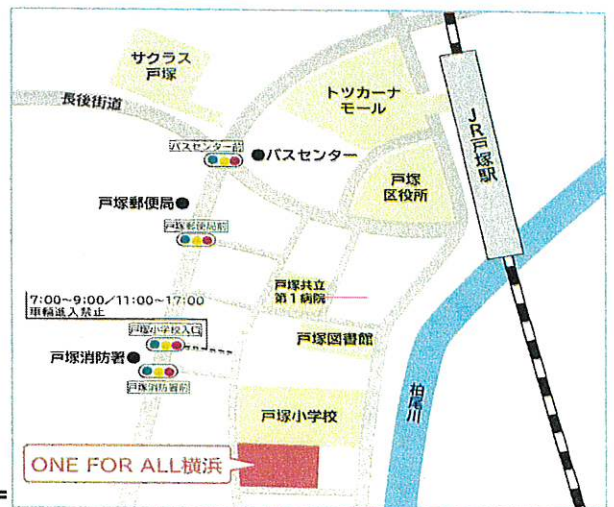 サクラス
戸塚
長後街道
トツカーナ
モール
JR戸塚駅
バスセンター前
バスセンター
戸塚
区役所
戸塚郵便局
戸塚郵便局前
戸塚共立
第1病院
7:00~9:00/11:00~17:00
車輌進入禁止
戸塚小学校入口
戸塚図書館
戸塚消防署
戸塚消防署前
戸塚小学校
柏尾川
ONE FOR ALL横浜